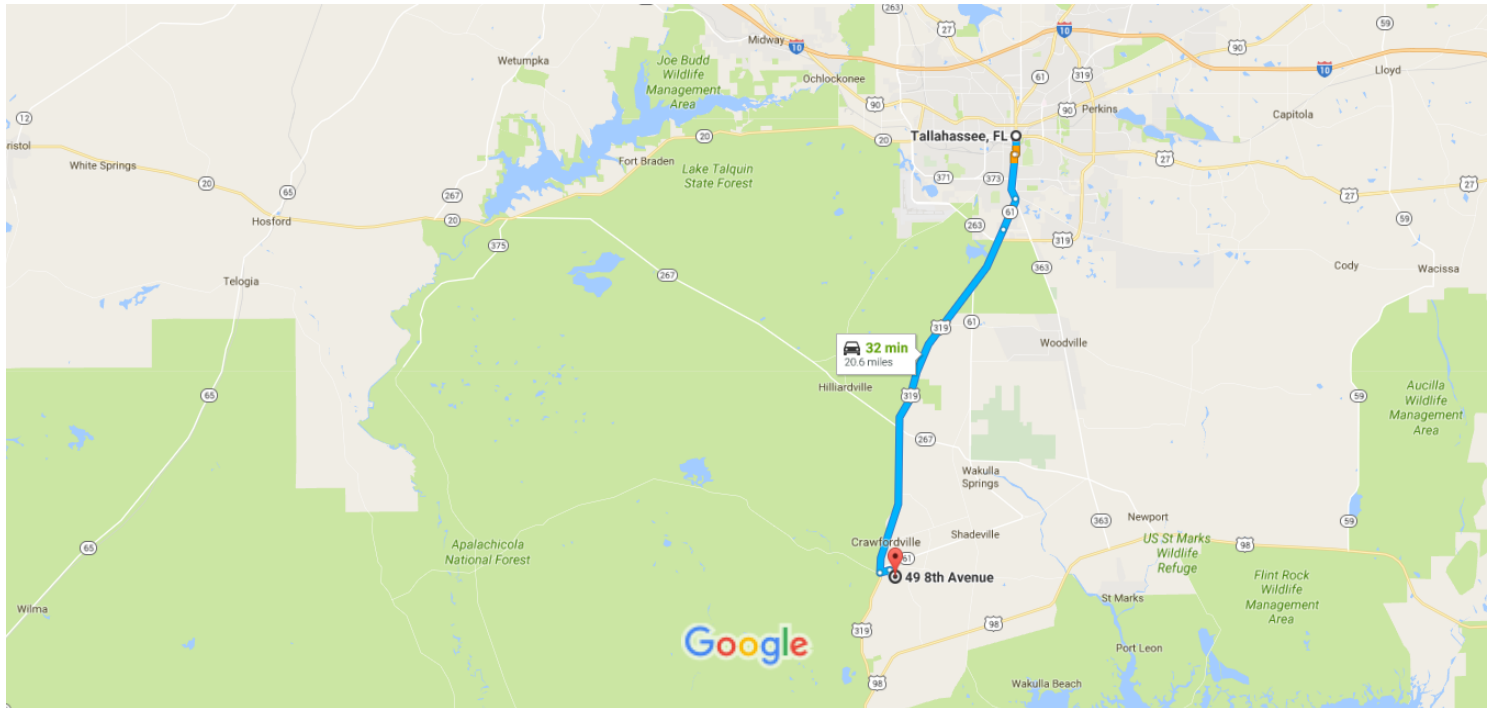 263
27
59
Midway
10
10
90
Wetumpka
Joe Budd
Wildlife
Management
Area
Ochlockonee
61
319
10
Lloyd
12
90
Perkins
90
Capitola
ristol
20
20
Tallahassee, FL
White Springs
Fort Braden
27
20
65
Lake Talquin
State Forest
371
373
27
27
267
Hosford
20
61
59
375
263
319
363
Cody
Wacissa
267
Telogia
61
319
32 min
20.6 miles
Woodville
Hilliardville
65
319
59
Aucilla
Wildlife
Management
Area
267
Wakulla
Springs
363
Newport
59
Apalachicola
National Forest
Crawfordville
Shadeville
US St Marks
Wildlife
Refuge
98
65
61
49 8th Avenue
Flint Rock
Wildlife
Management
Area
St Marks
Wilma
98
319
Google
Port Leon
98
Wakulla Beach